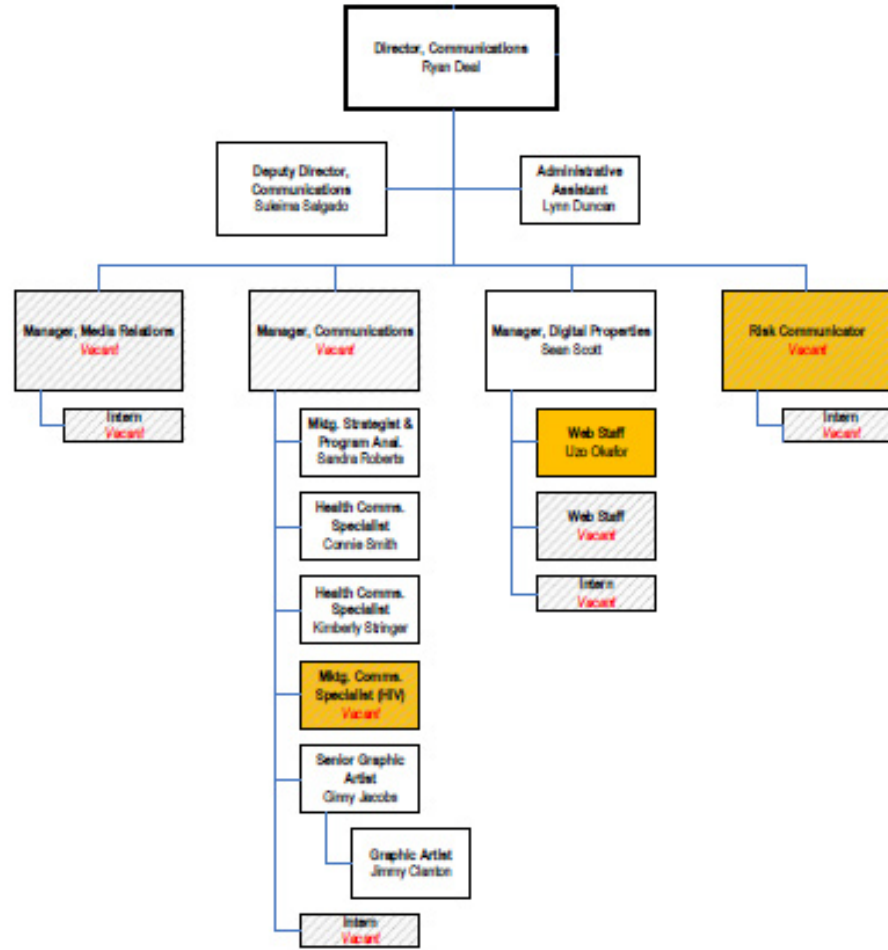 Director, Communications
Ryan Deal
Deputy Director,
Communications
Suleima Salgado
Administrative
Assistant
Lynn Duncan
Manager, Media Relations
Vacant
Manager, Communications
Vacant
Manager, Digital Properties
Sean Scott
Risk Communicator
Vacant
Intern
Vacant
Mktg. Strategist &
Program Anal.
Sandra Roberts
Health Comms.
Specialist
Connie Smith
Health Comms.
Specialist
Kimberly Stringer
Mktg. Comms.
Specialist (HIV)
Vacant
Senior Graphic
Artist
Ginny Jacobs
Graphic Artist
Jimmy Clanton
Intern
Vacant
Web Staff
Uzo Okafor
Web Staff
Vacant
Intern
Vacant
Intern
Vacant